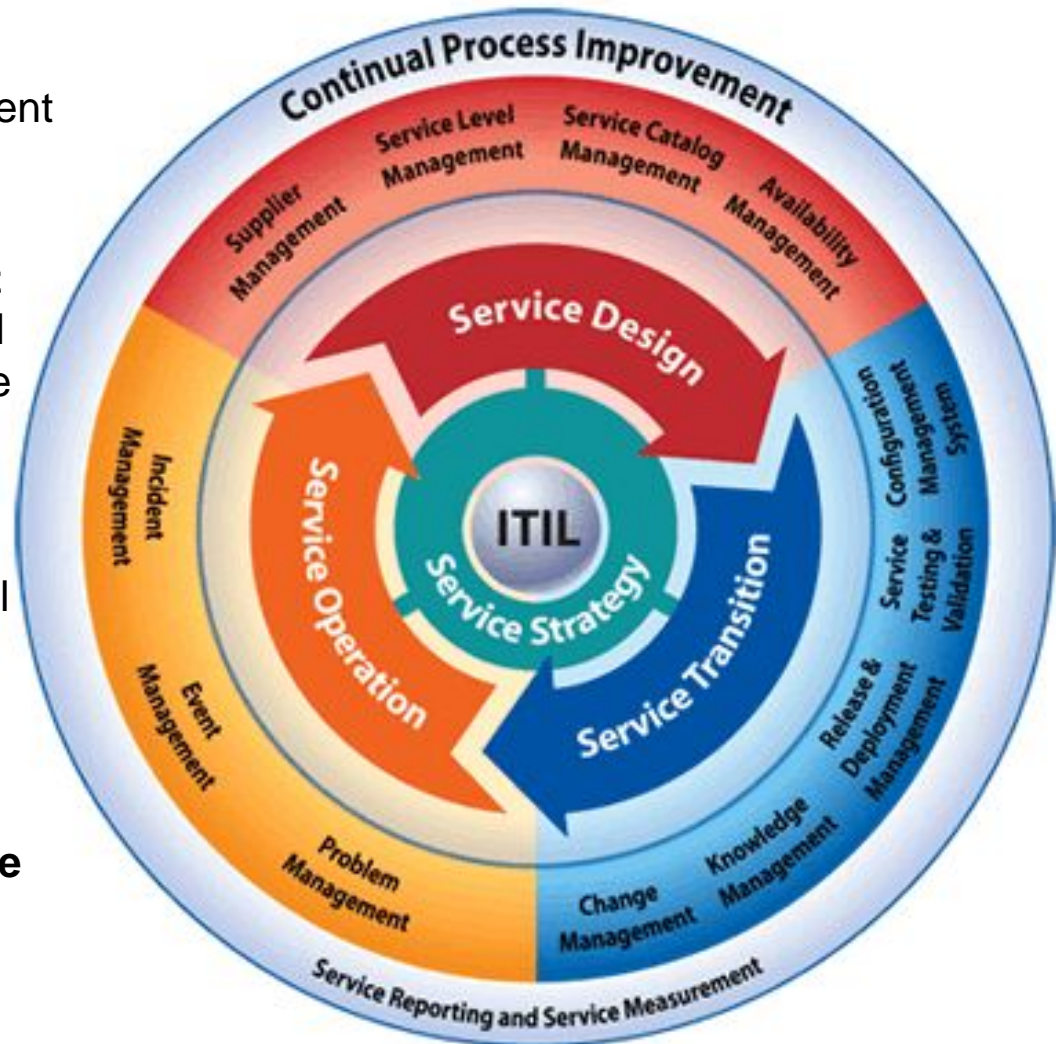 Continual Process Improvement
Supplier
Management
Service Level
Management
Service Catalog
Management
Availability
Management
Configuration
Management
System
Service
Testing &
Validation
Release &
Deployment
Management
Knowledge
Management
Change
Management
Problem
Management
Event
Management
Incident
Management
Service Design
Service Transition
Service Operation
Service Strategy
ITIL
Service Reporting and Service Measurement